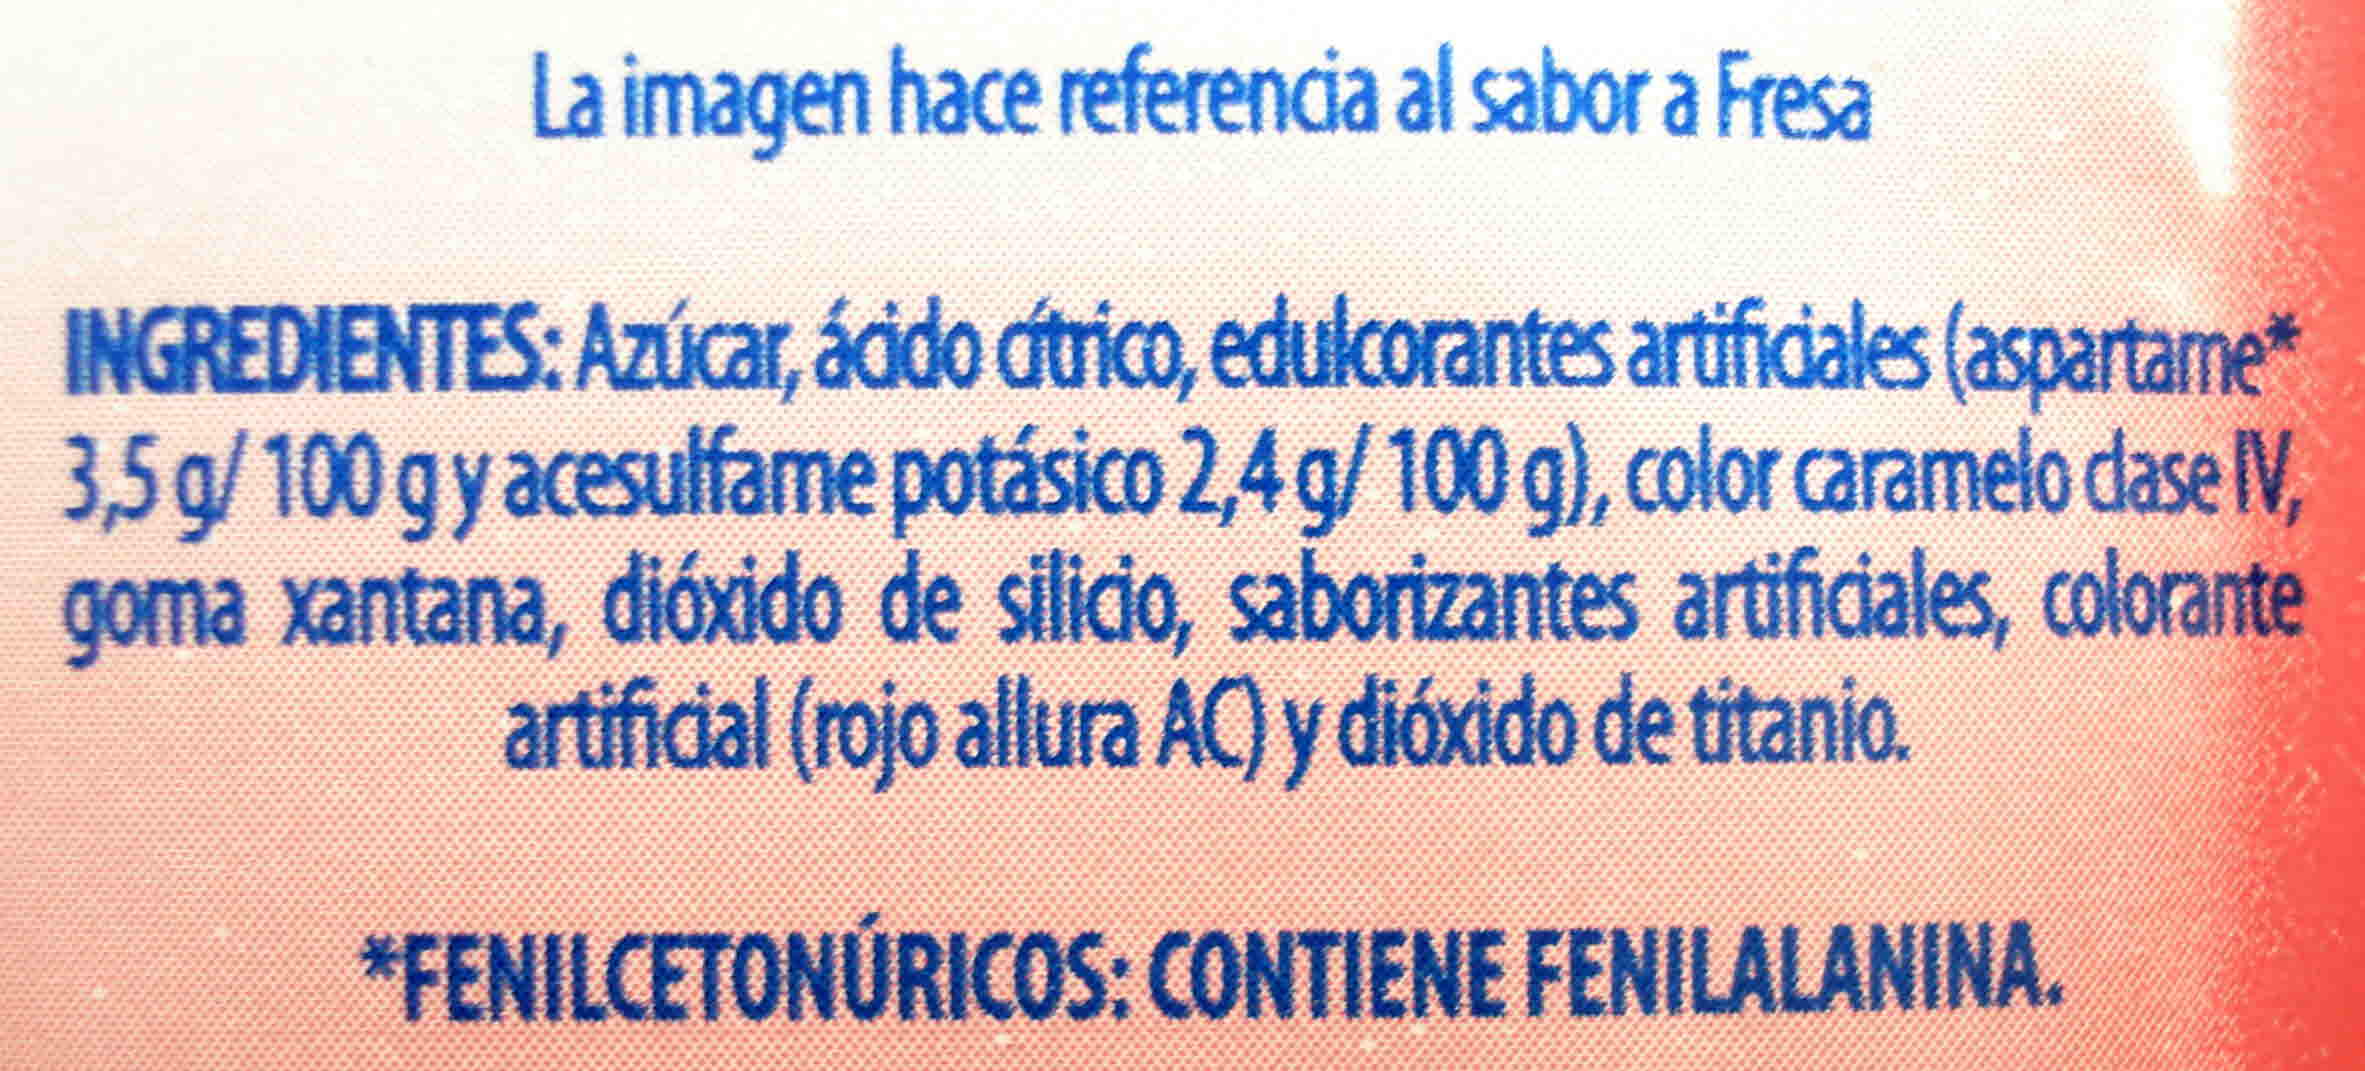 La imagen hace referencia al sabor a Fresa
INGREDIENTES: Azúcar, ácido cítrico, edulcorantes artificiales (aspartame*
3,5 g/ 100 g y acesulfame potásico 2,4 g/ 100 g), color caramelo clase IV,
goma xantana, dióxido de silicio, saborizantes artificiales, colorante
artificial (rojo allura AC) y dióxido de titanio.
*FENILCETONÚRICOS: CONTIENE FENILALANINA.